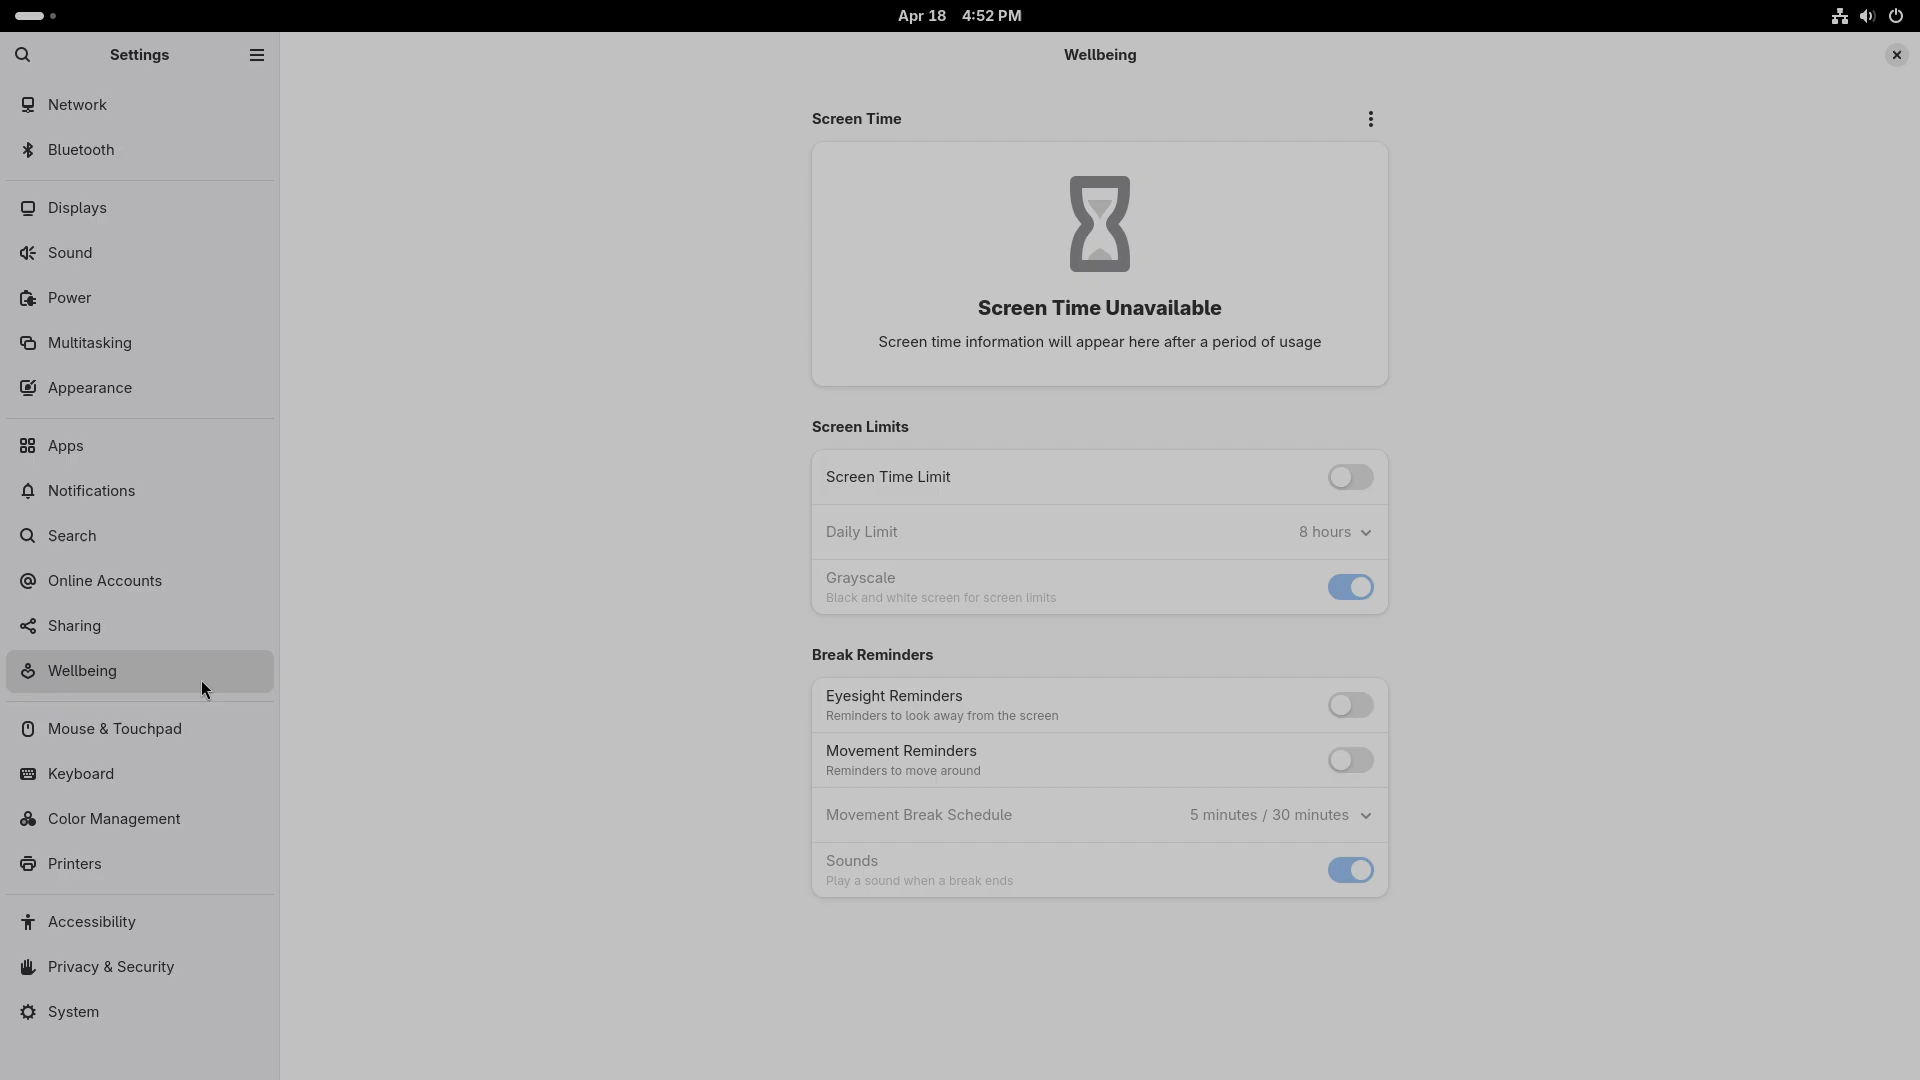 Apr 18 4:52 PM
Settings
Wellbeing
Network
Bluetooth
Displays
Sound
Power
Multitasking
Appearance
Apps
Notifications
Search
Online Accounts
Sharing
Wellbeing
Mouse & Touchpad
Keyboard
Color Management
Printers
Accessibility
Privacy & Security
System
Screen Time
Screen Time Unavailable
Screen time information will appear here after a period of usage
Screen Limits
Screen Time Limit
Daily Limit 8 hours
Grayscale
Black and white screen for screen limits
Break Reminders
Eyesight Reminders
Reminders to look away from the screen
Movement Reminders
Reminders to move around
Movement Break Schedule 5 minutes / 30 minutes
Sounds
Play a sound when a break ends